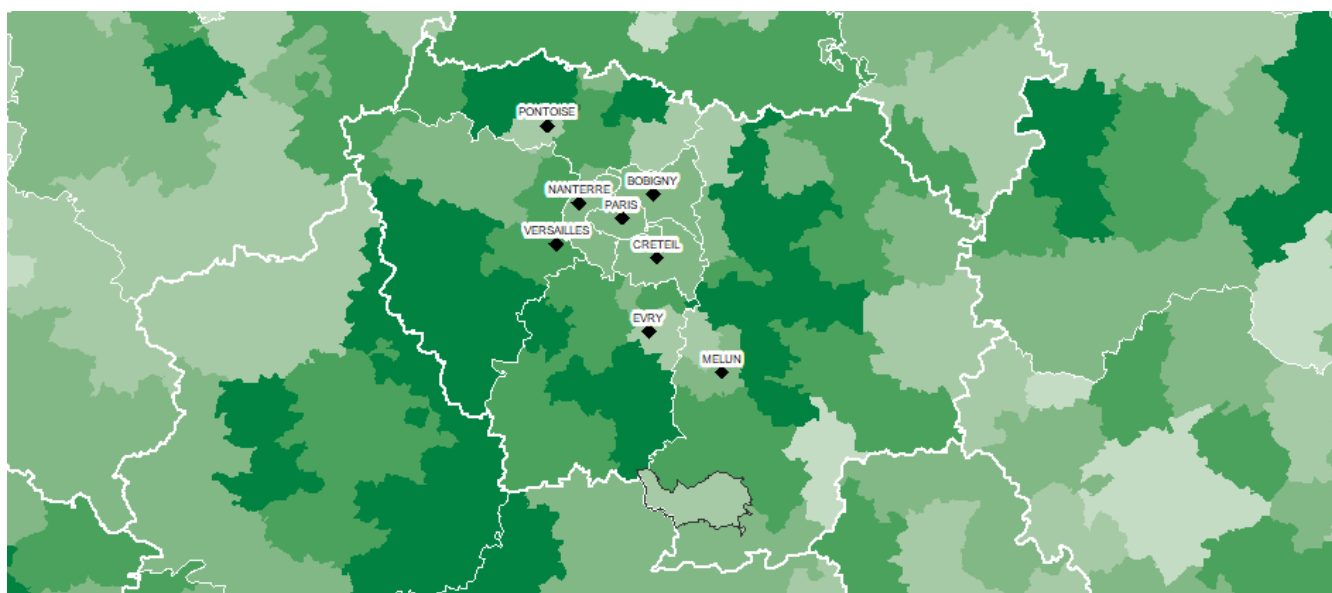 PONTOISE
BOBIGNY
NANTERRE
PARIS
VERSAILLES
CRETEIL
EVRY
MELUN